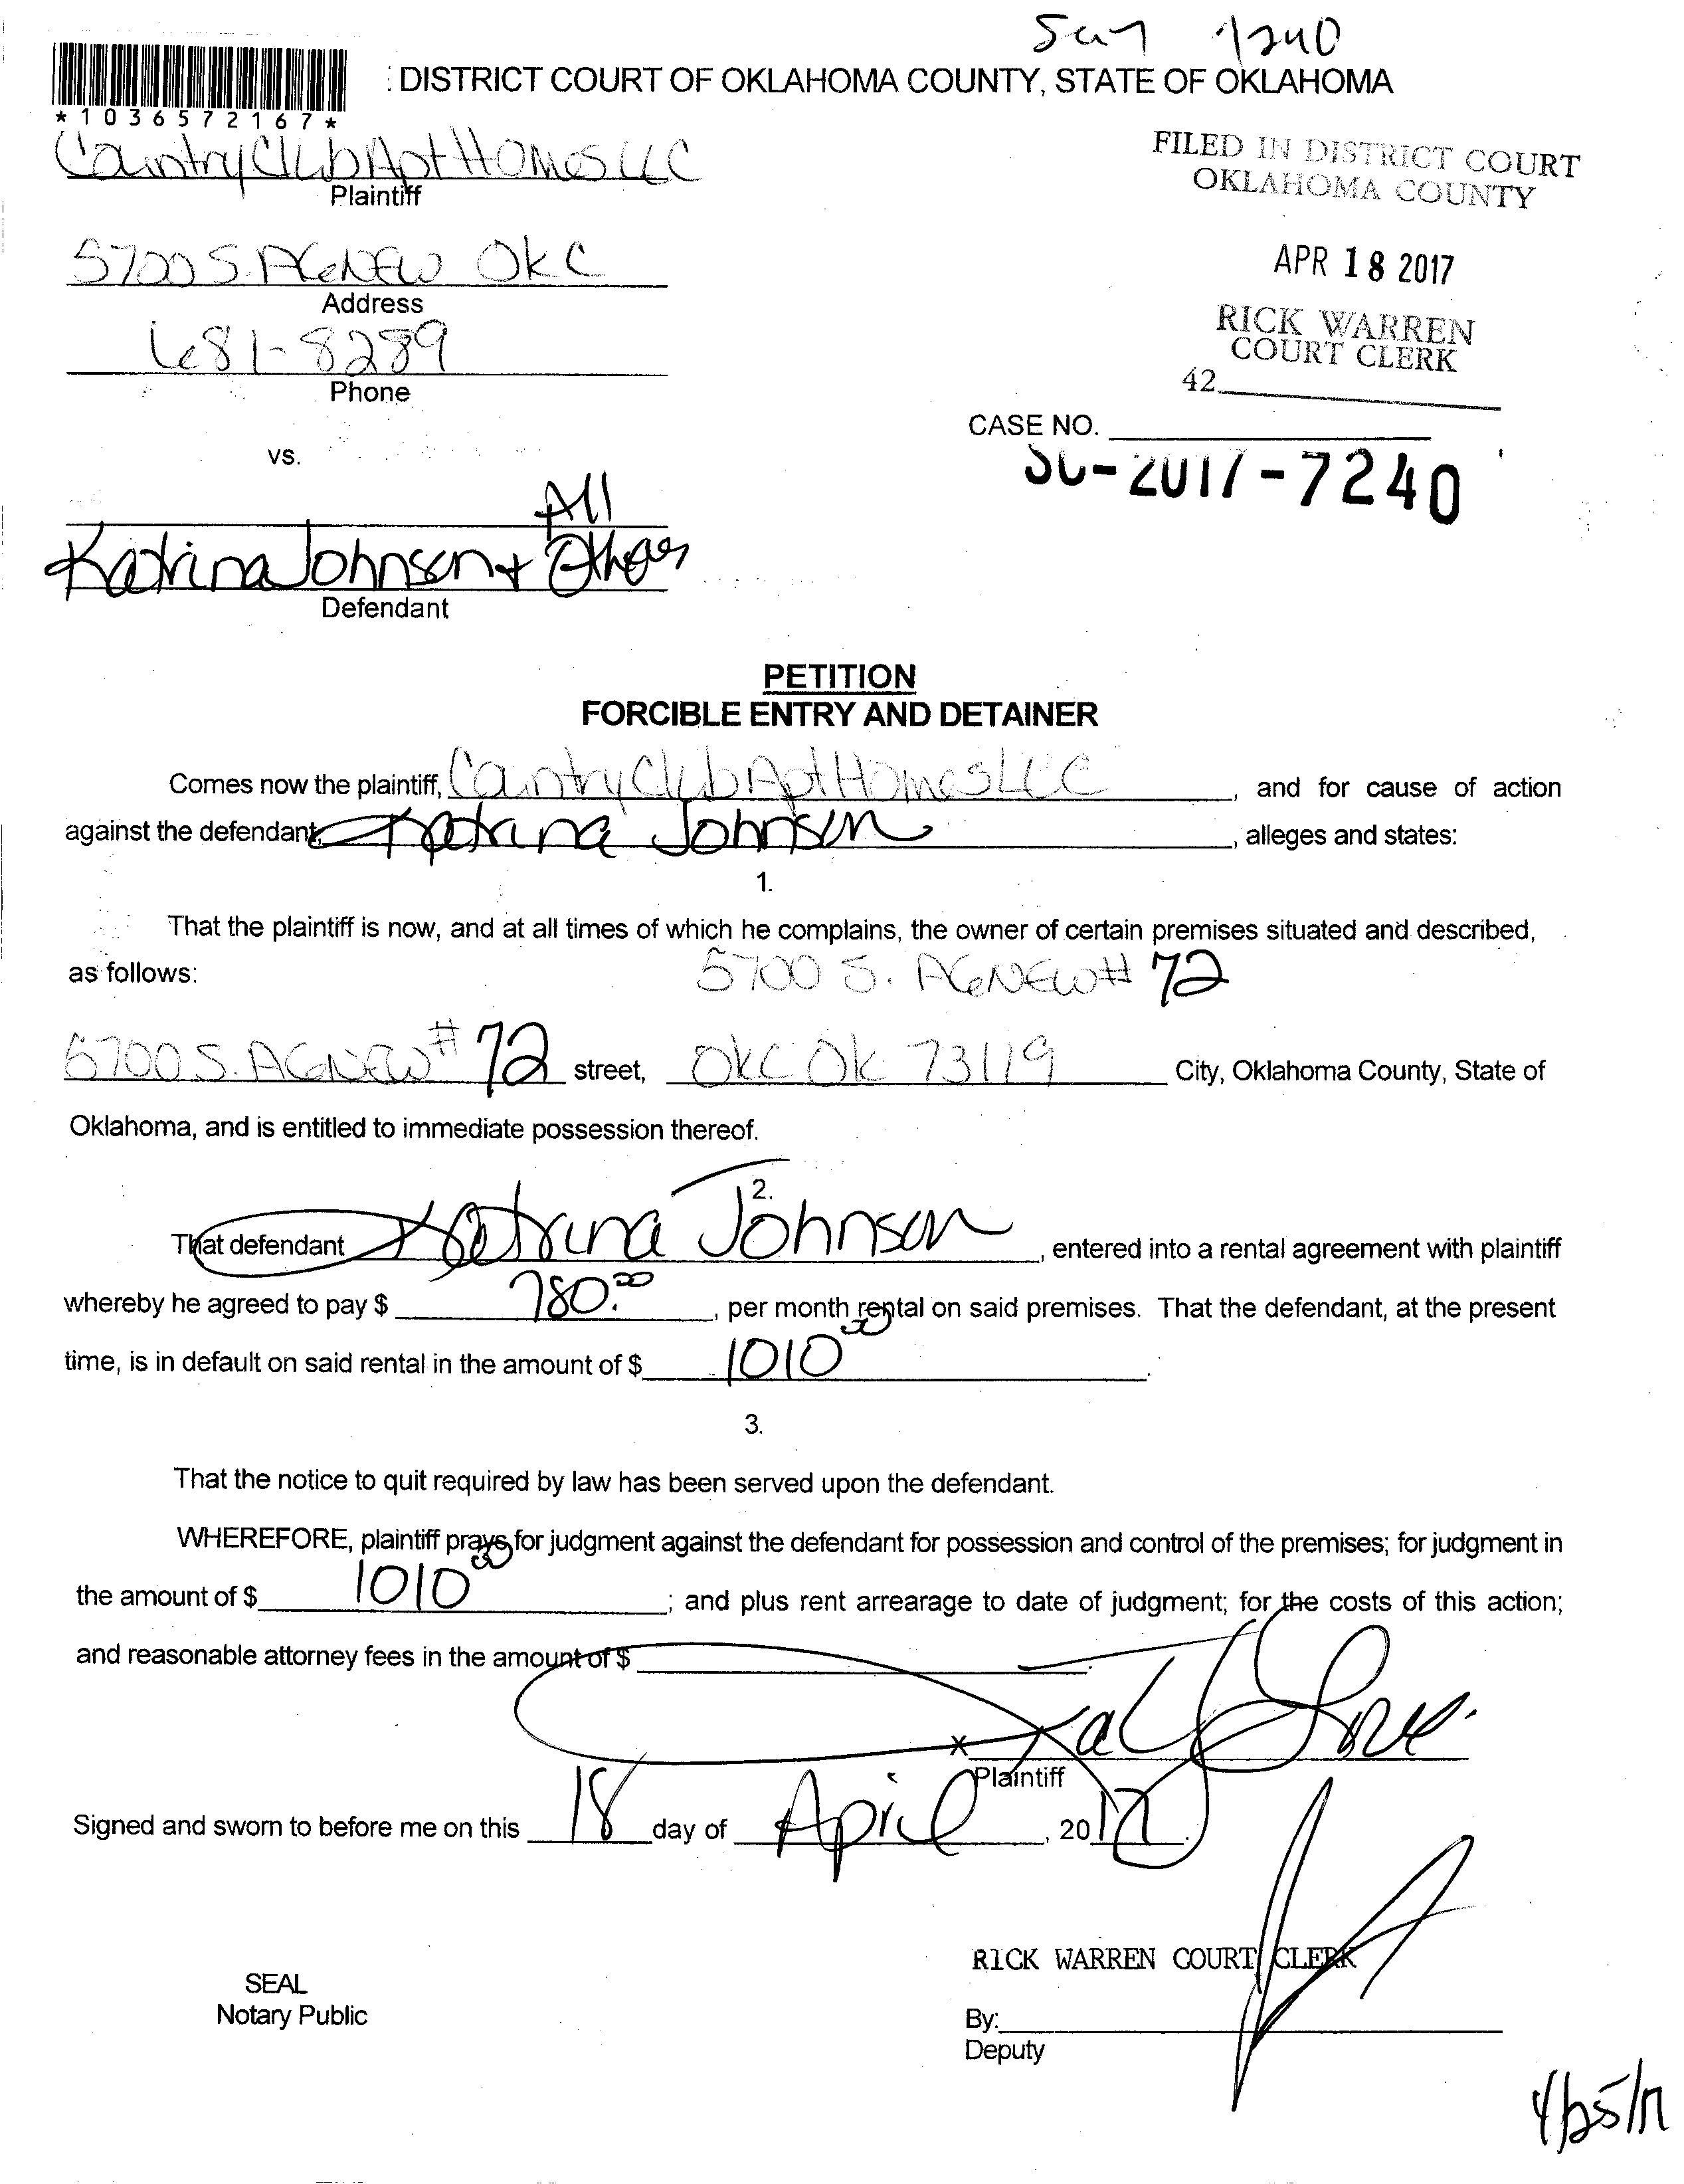 Sc17 7240
: DISTRICT COURT OF OKLAHOMA COUNTY, STATE OF OKLAHOMA
*1036572167*
Country Club Apt Homes LLC
Plaintiff
FILED IN DISTRICT COURT
OKLAHOMA COUNTY
5700 S. AGNEW OKC
Address
APR 18 2017
681-8289
Phone
RICK WARREN
COURT CLERK
42
CASE NO.
SC-2017-7240
vs.
All
Katrina Johnson + Others
Defendant
PETITION
FORCIBLE ENTRY AND DETAINER
Comes now the plaintiff, Country Club Apt Homes LLC, and for cause of action
against the defendant, Katrina Johnson, alleges and states:
1.
That the plaintiff is now, and at all times of which he complains, the owner of certain premises situated and described,
as follows: 5700 S. AGNEW # 72
5700 S. AGNEW # 72 street, OKC OK 73119 City, Oklahoma County, State of
Oklahoma, and is entitled to immediate possession thereof.
2.
That defendant Katrina Johnson, entered into a rental agreement with plaintiff
whereby he agreed to pay $ 780.00, per month rental on said premises. That the defendant, at the present
time, is in default on said rental in the amount of $ 1010 00.
3.
That the notice to quit required by law has been served upon the defendant.
WHEREFORE, plaintiff prays for judgment against the defendant for possession and control of the premises; for judgment in
the amount of $ 1010 00; and plus rent arrearage to date of judgment; for the costs of this action;
and reasonable attorney fees in the amount of $
X
Plaintiff
Signed and sworn to before me on this 18 day of April, 2017.
RICK WARREN COURT CLERK
SEAL
Notary Public
By:
Deputy
4/25/17